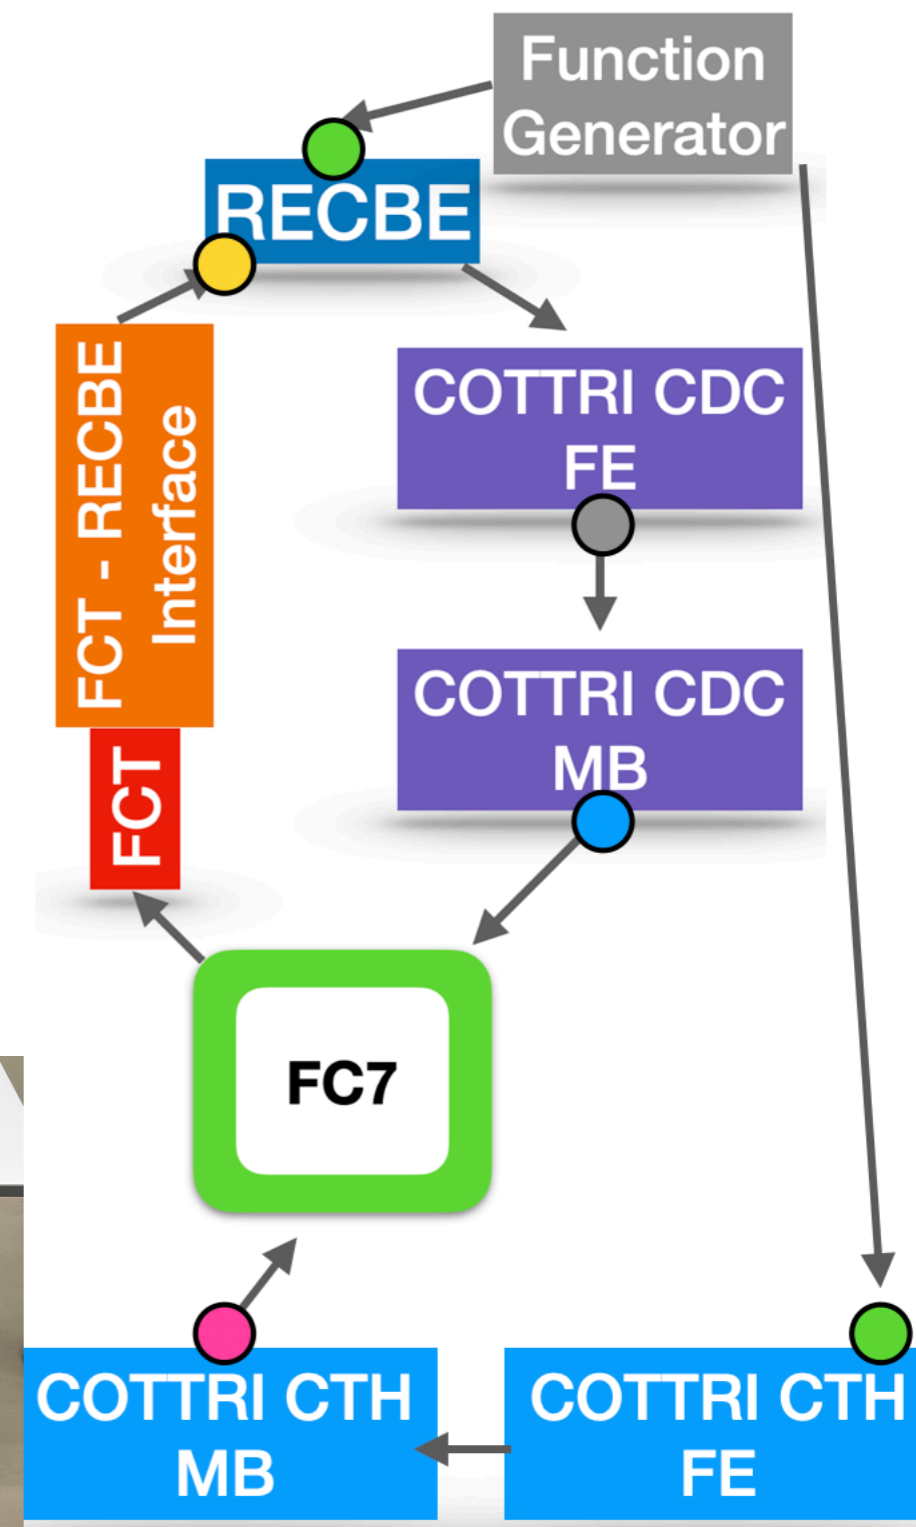 Function
Generator
RECBE
FCT - RECBE
Interface
COTTRI CDC
FE
COTTRI CDC
MB
FCT
FC7
COTTRI CTH
MB
COTTRI CTH
FE